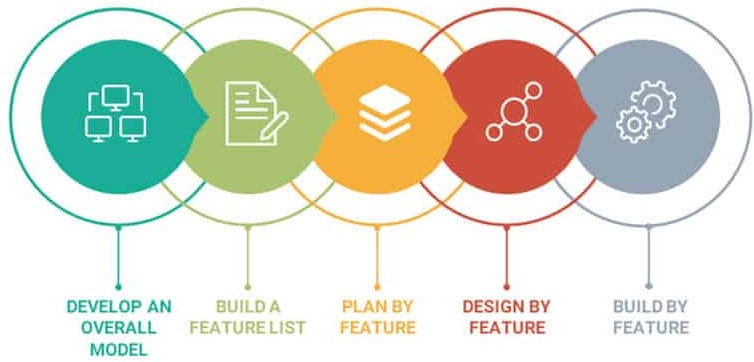 DEVELOP AN
OVERALL
MODEL
BUILD A
FEATURE LIST
PLAN BY
FEATURE
DESIGN BY
FEATURE
BUILD BY
FEATURE